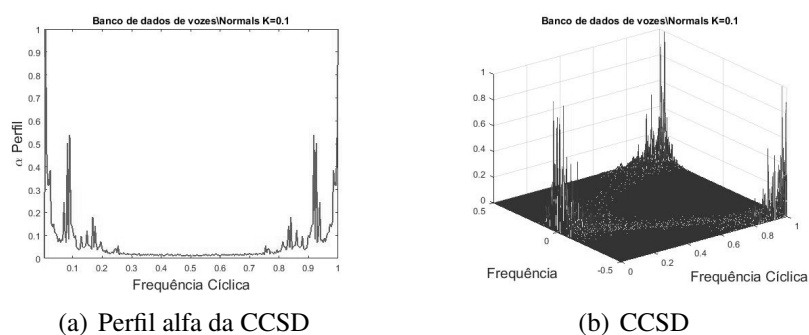 Banco de dados de vozes\Normals K=0.1
1
0.9
0.8
0.7
0.6
0.5
0.4
0.3
0.2
0.1
0
α Perfil
0.1 0.2 0.3 0.4 0.5 0.6 0.7 0.8 0.9 1
Frequência Cíclica
(a) Perfil alfa da CCSD
Banco de dados de vozes\Normals K=0.1
1
0.8
0.6
0.4
0.2
0
0.5
0
-0.5
Frequência
0
0.2
0.4
0.6
0.8
1
Frequência Cíclica
(b) CCSD